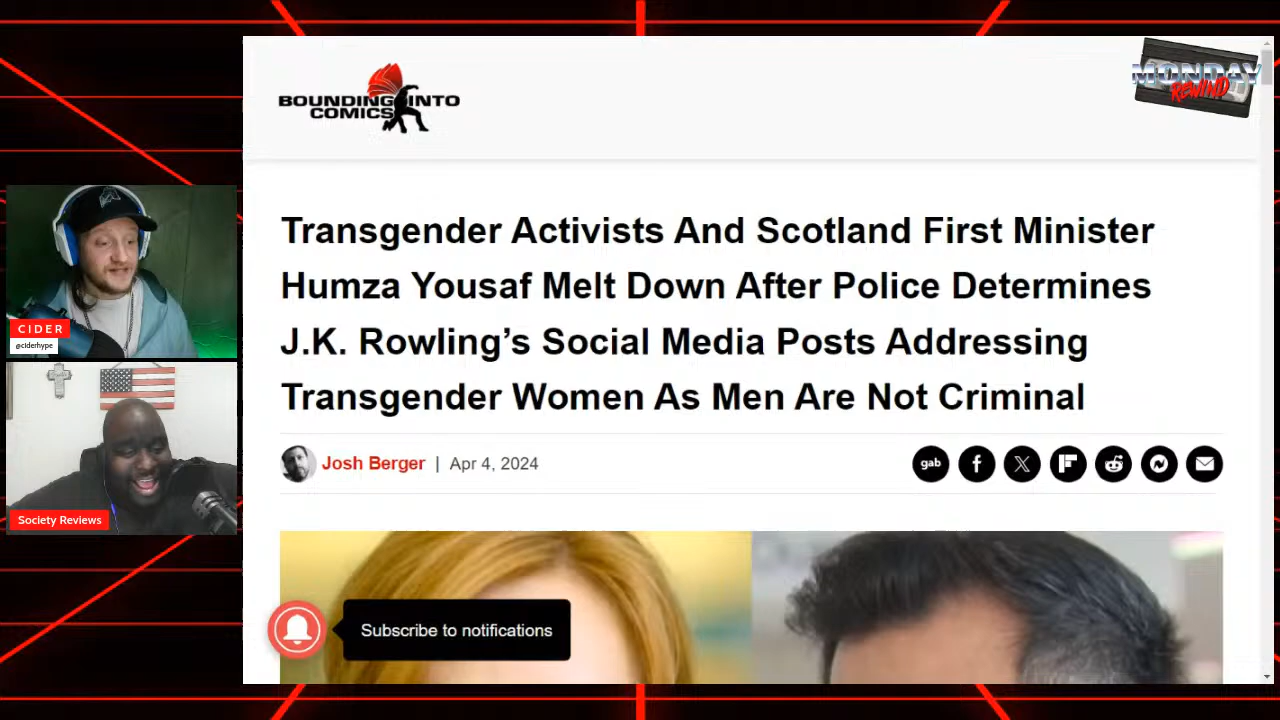 BOUNDING INTO
COMICS
MONDAY
REWIND
Transgender Activists And Scotland First Minister
Humza Yousaf Melt Down After Police Determines
J.K. Rowling’s Social Media Posts Addressing
Transgender Women As Men Are Not Criminal
Josh Berger | Apr 4, 2024
gab
CIDER
@ciderhype
Society Reviews
Subscribe to notifications